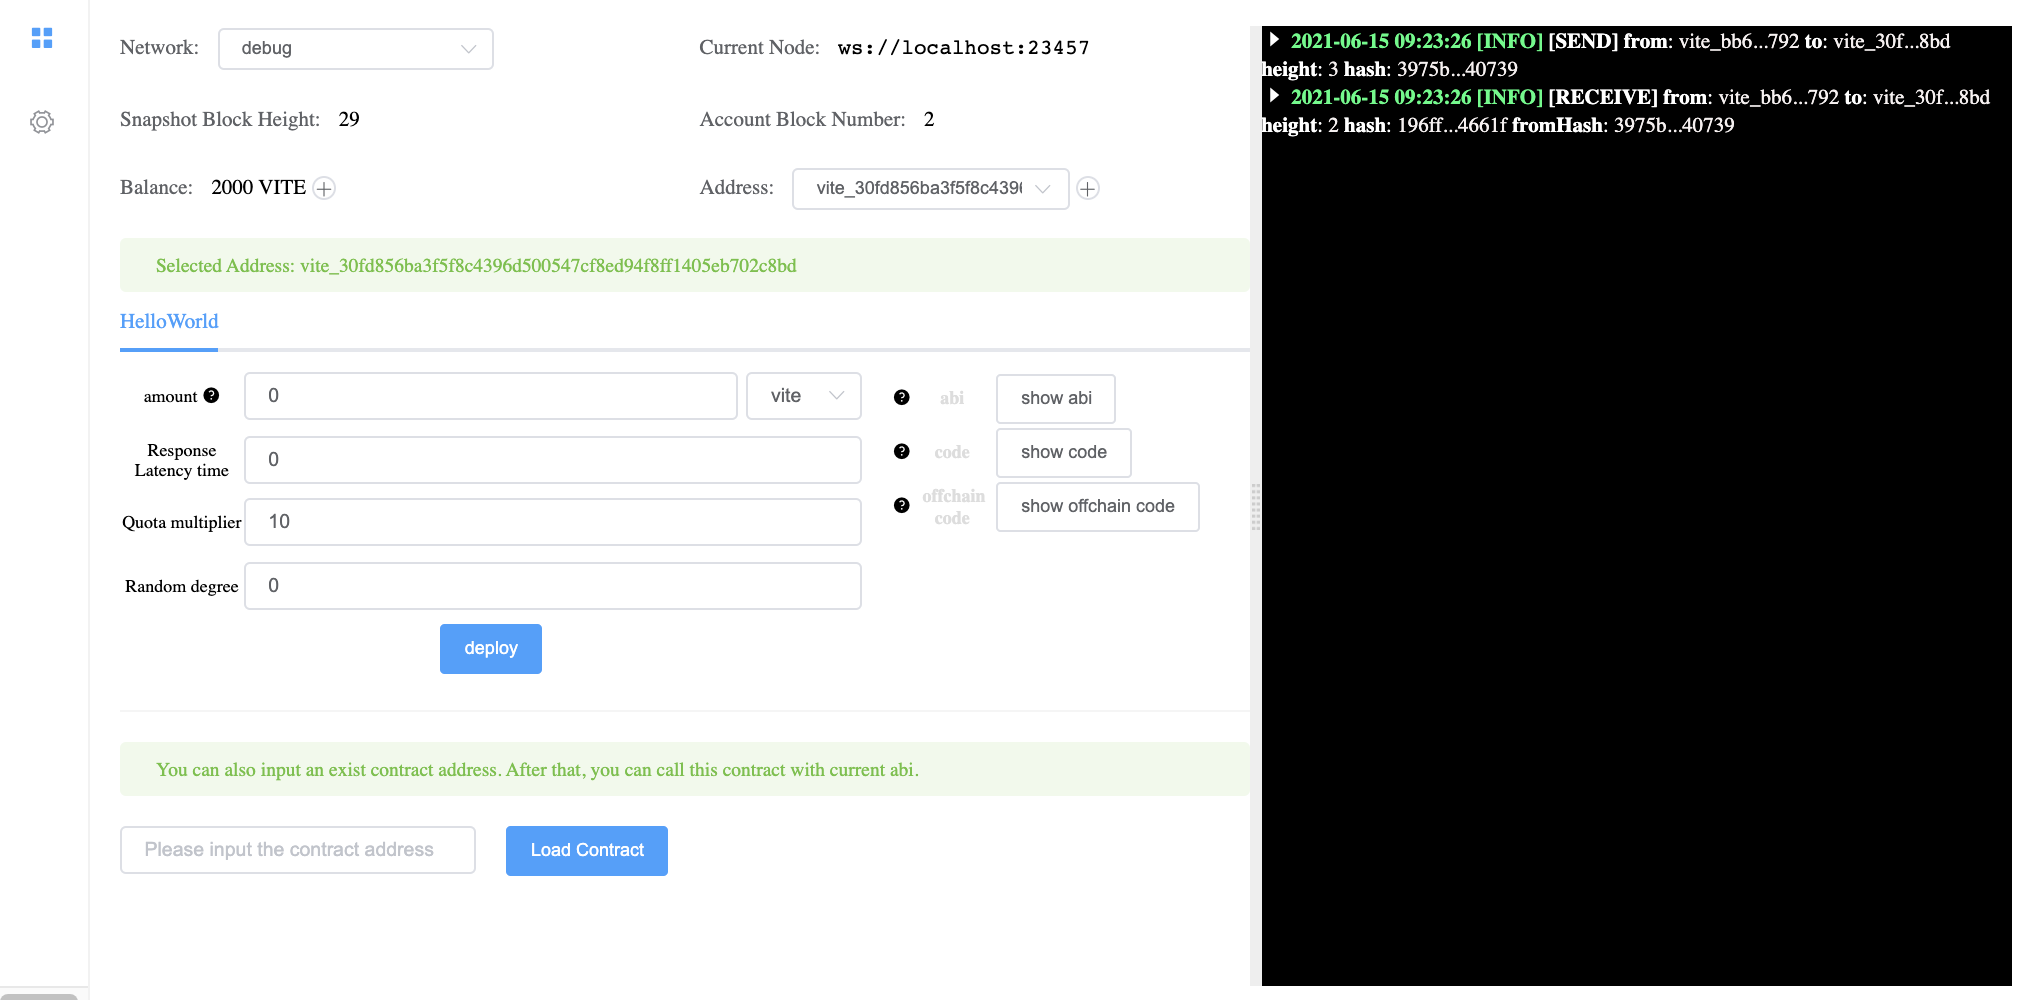 Network: debug
Current Node: ws://localhost:23457
Snapshot Block Height: 29
Account Block Number: 2
Balance: 2000 VITE
Address: vite_30fd856ba3f5f8c439
Selected Address: vite_30fd856ba3f5f8c4396d500547cf8ed94f8ff1405eb702c8bd
HelloWorld
amount ? 0 vite
? abi show abi
Response
Latency time 0
? code show code
Quota multiplier 10
? offchain
code show offchain code
Random degree 0
deploy
You can also input an exist contract address. After that, you can call this contract with current abi.
Please input the contract address Load Contract
2021-06-15 09:23:26 [INFO] [SEND] from: vite_bb6...792 to: vite_30f...8bd
height: 3 hash: 3975b...40739
2021-06-15 09:23:26 [INFO] [RECEIVE] from: vite_bb6...792 to: vite_30f...8bd
height: 2 hash: 196ff...4661f fromHash: 3975b...40739